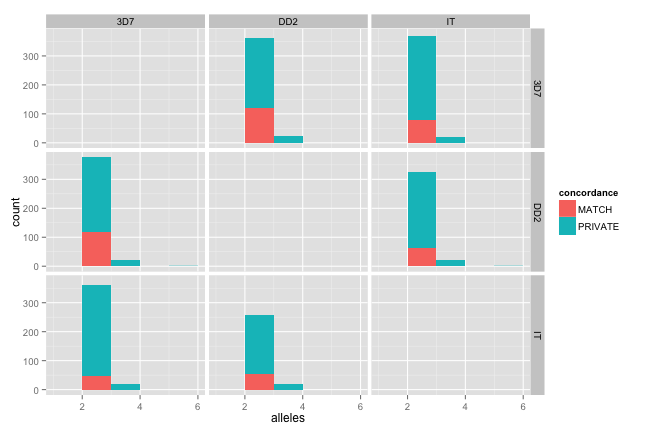 3D7 DD2 IT
300
200
100
0
3D7
300
200
100
0
DD2
300
200
100
0
IT
count
2 4 6 2 4 6 2 4 6
alleles
concordance
MATCH
PRIVATE